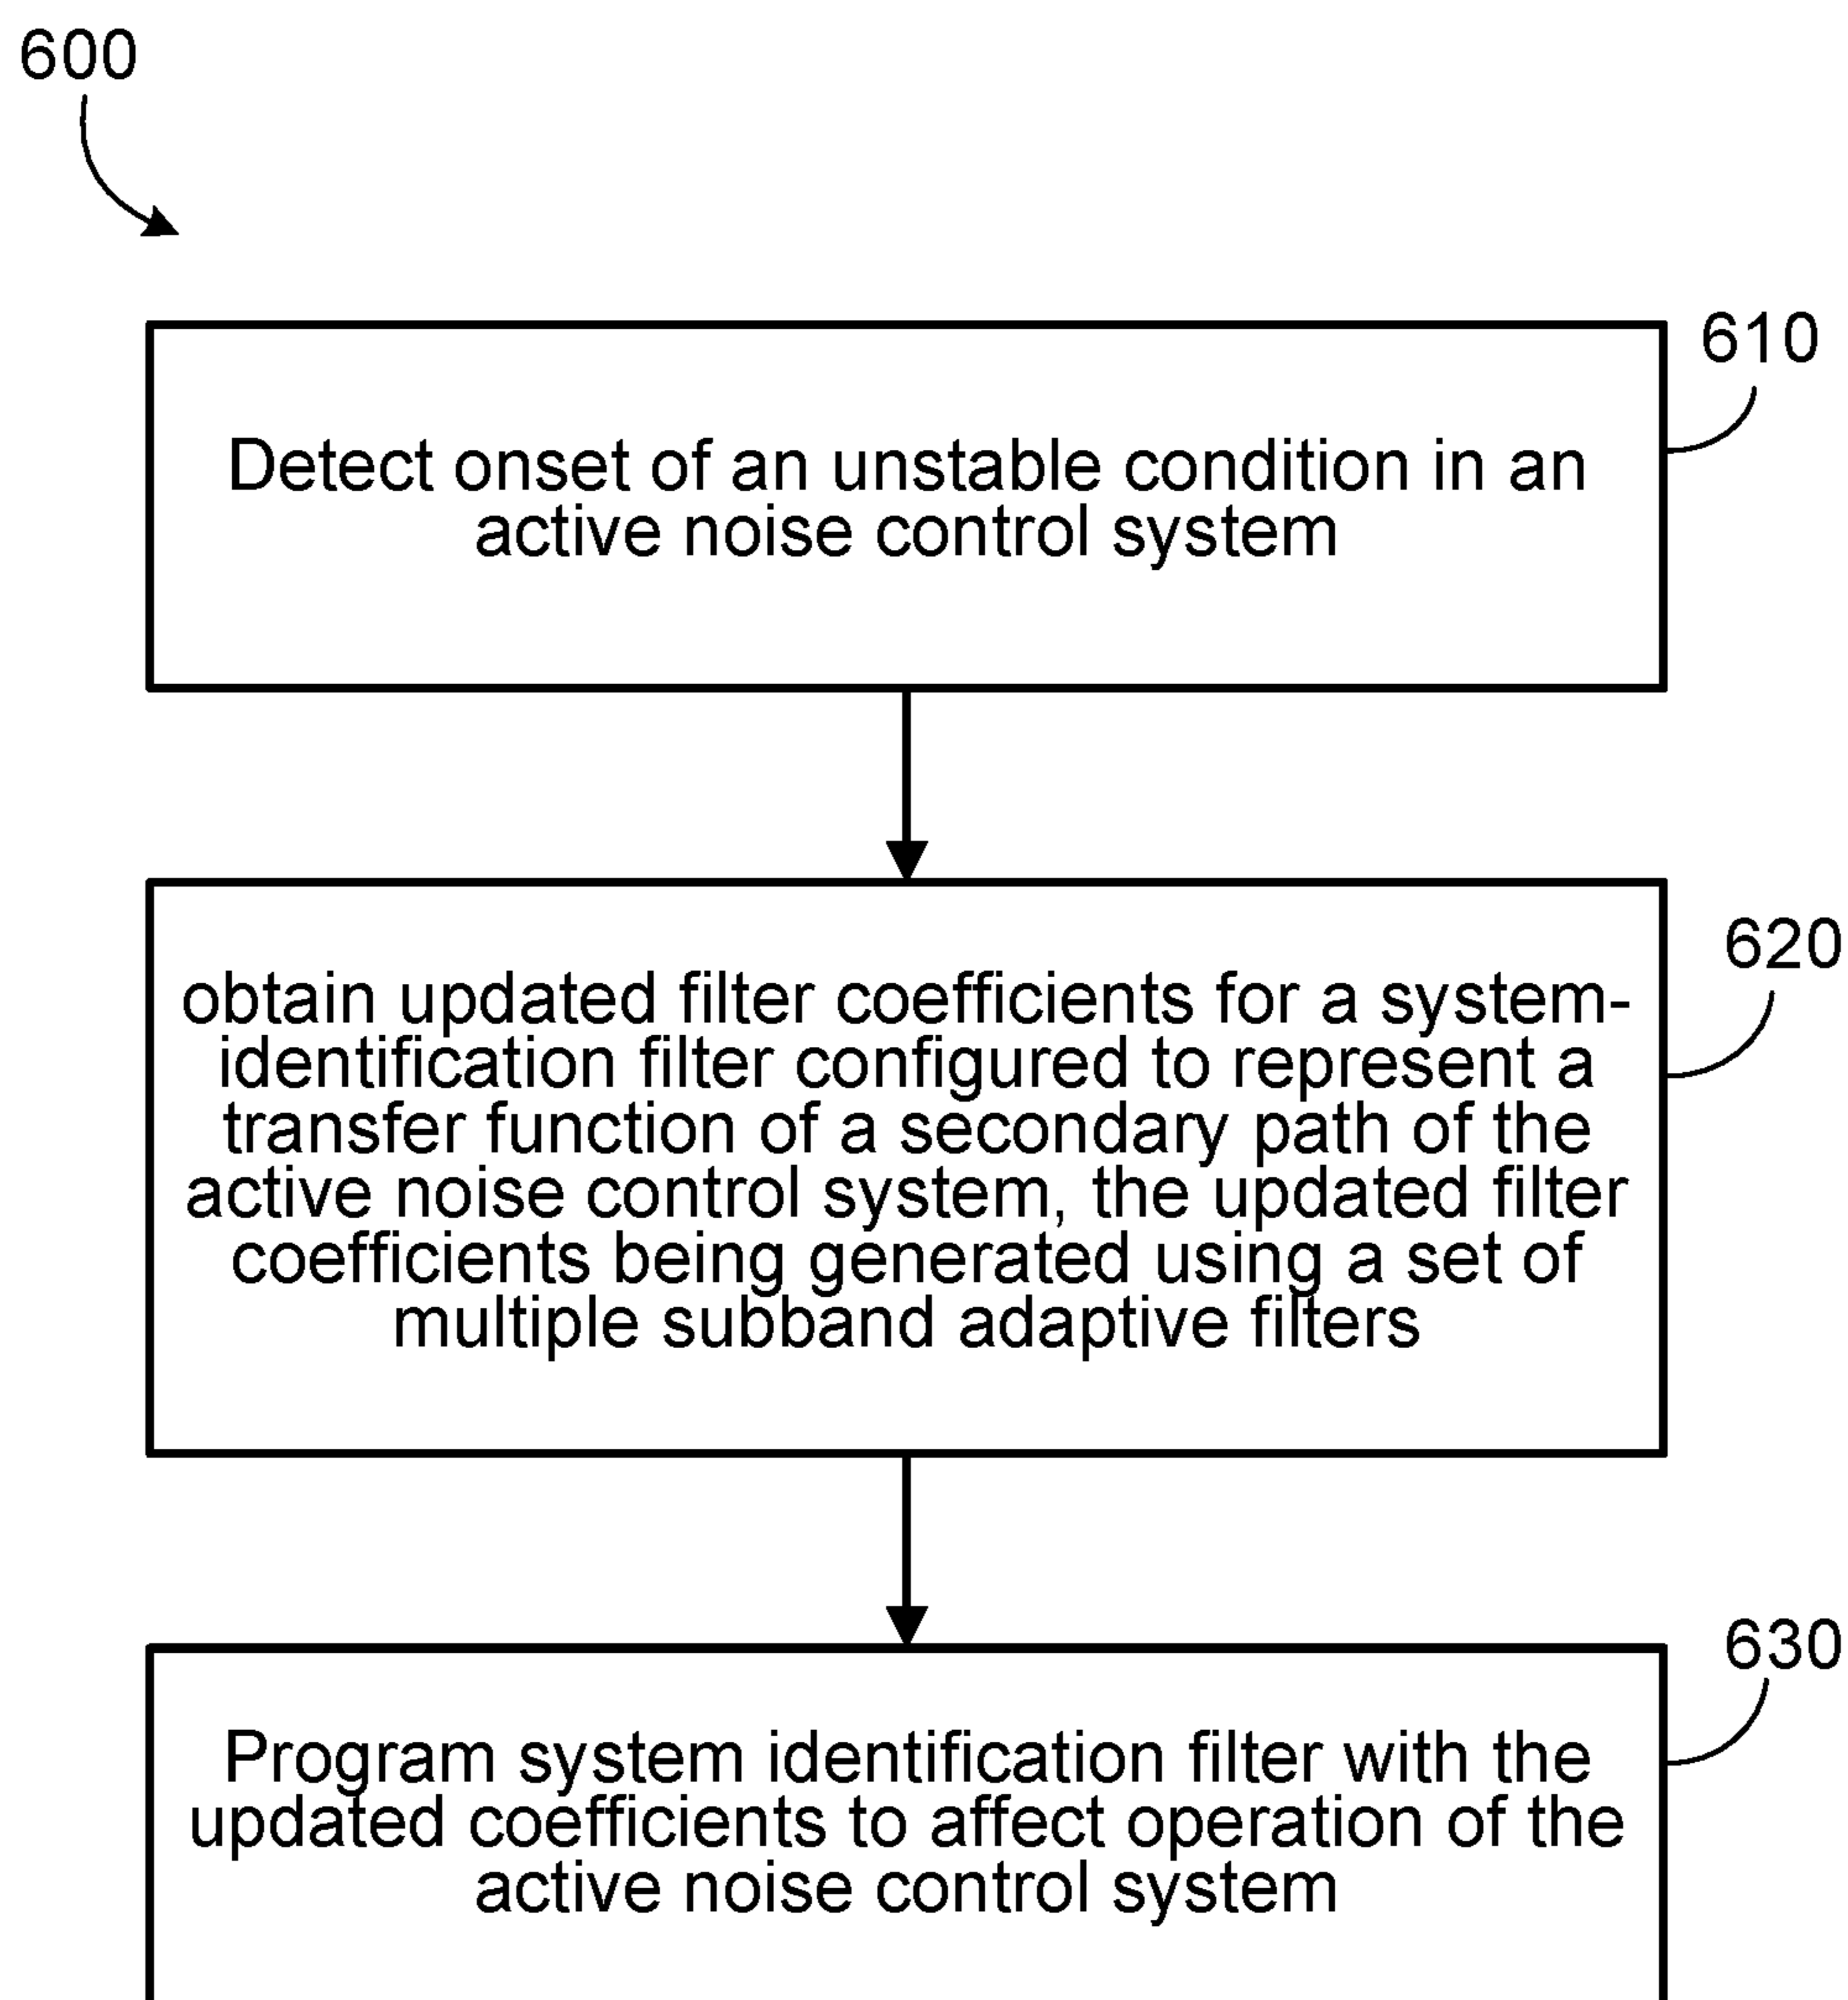 600
610
Detect onset of an unstable condition in an
active noise control system
620
obtain updated filter coefficients for a system-
identification filter configured to represent a
transfer function of a secondary path of the
active noise control system, the updated filter
coefficients being generated using a set of
multiple subband adaptive filters
630
Program system identification filter with the
updated coefficients to affect operation of the
active noise control system